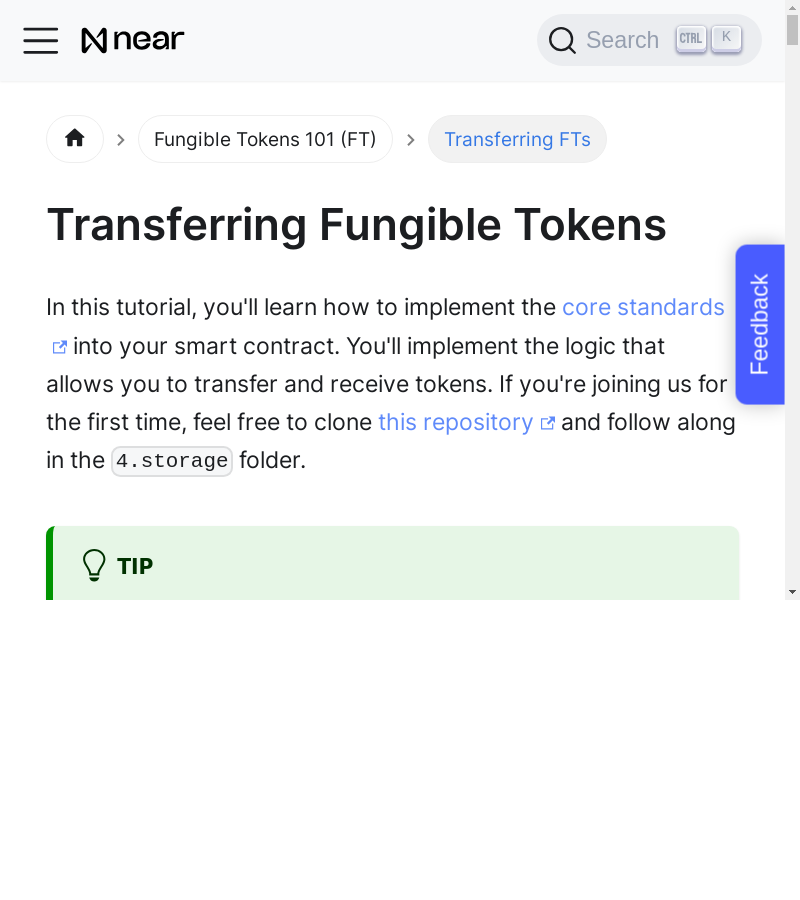 near
Search CTRL K
Fungible Tokens 101 (FT) Transferring FTs
Transferring Fungible Tokens
In this tutorial, you'll learn how to implement the core standards
into your smart contract. You'll implement the logic that
allows you to transfer and receive tokens. If you're joining us for
the first time, feel free to clone this repository and follow along
in the 4.storage folder.
Feedback
TIP